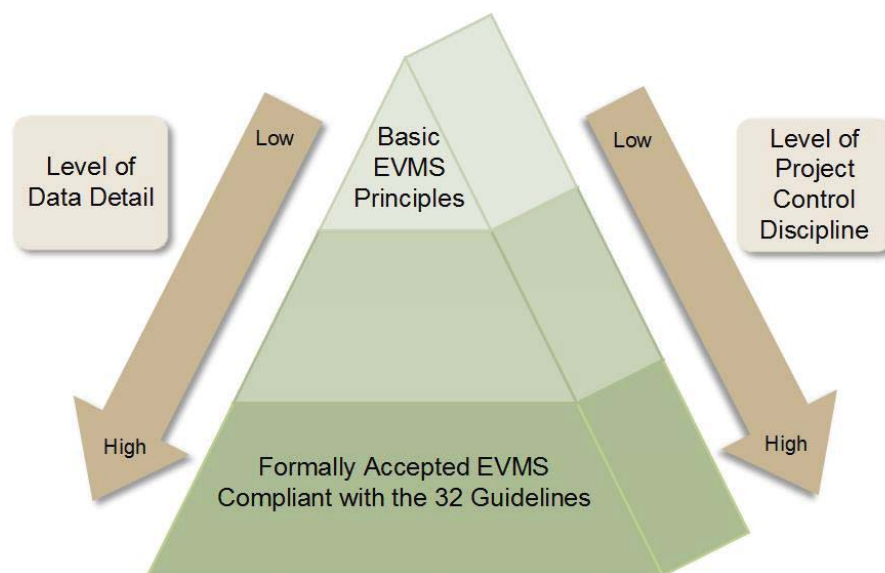 Level of
Data Detail
Low
High
Basic
EVMS
Principles
Formally Accepted EVMS
Compliant with the 32 Guidelines
Low
High
Level of
Project
Control
Discipline